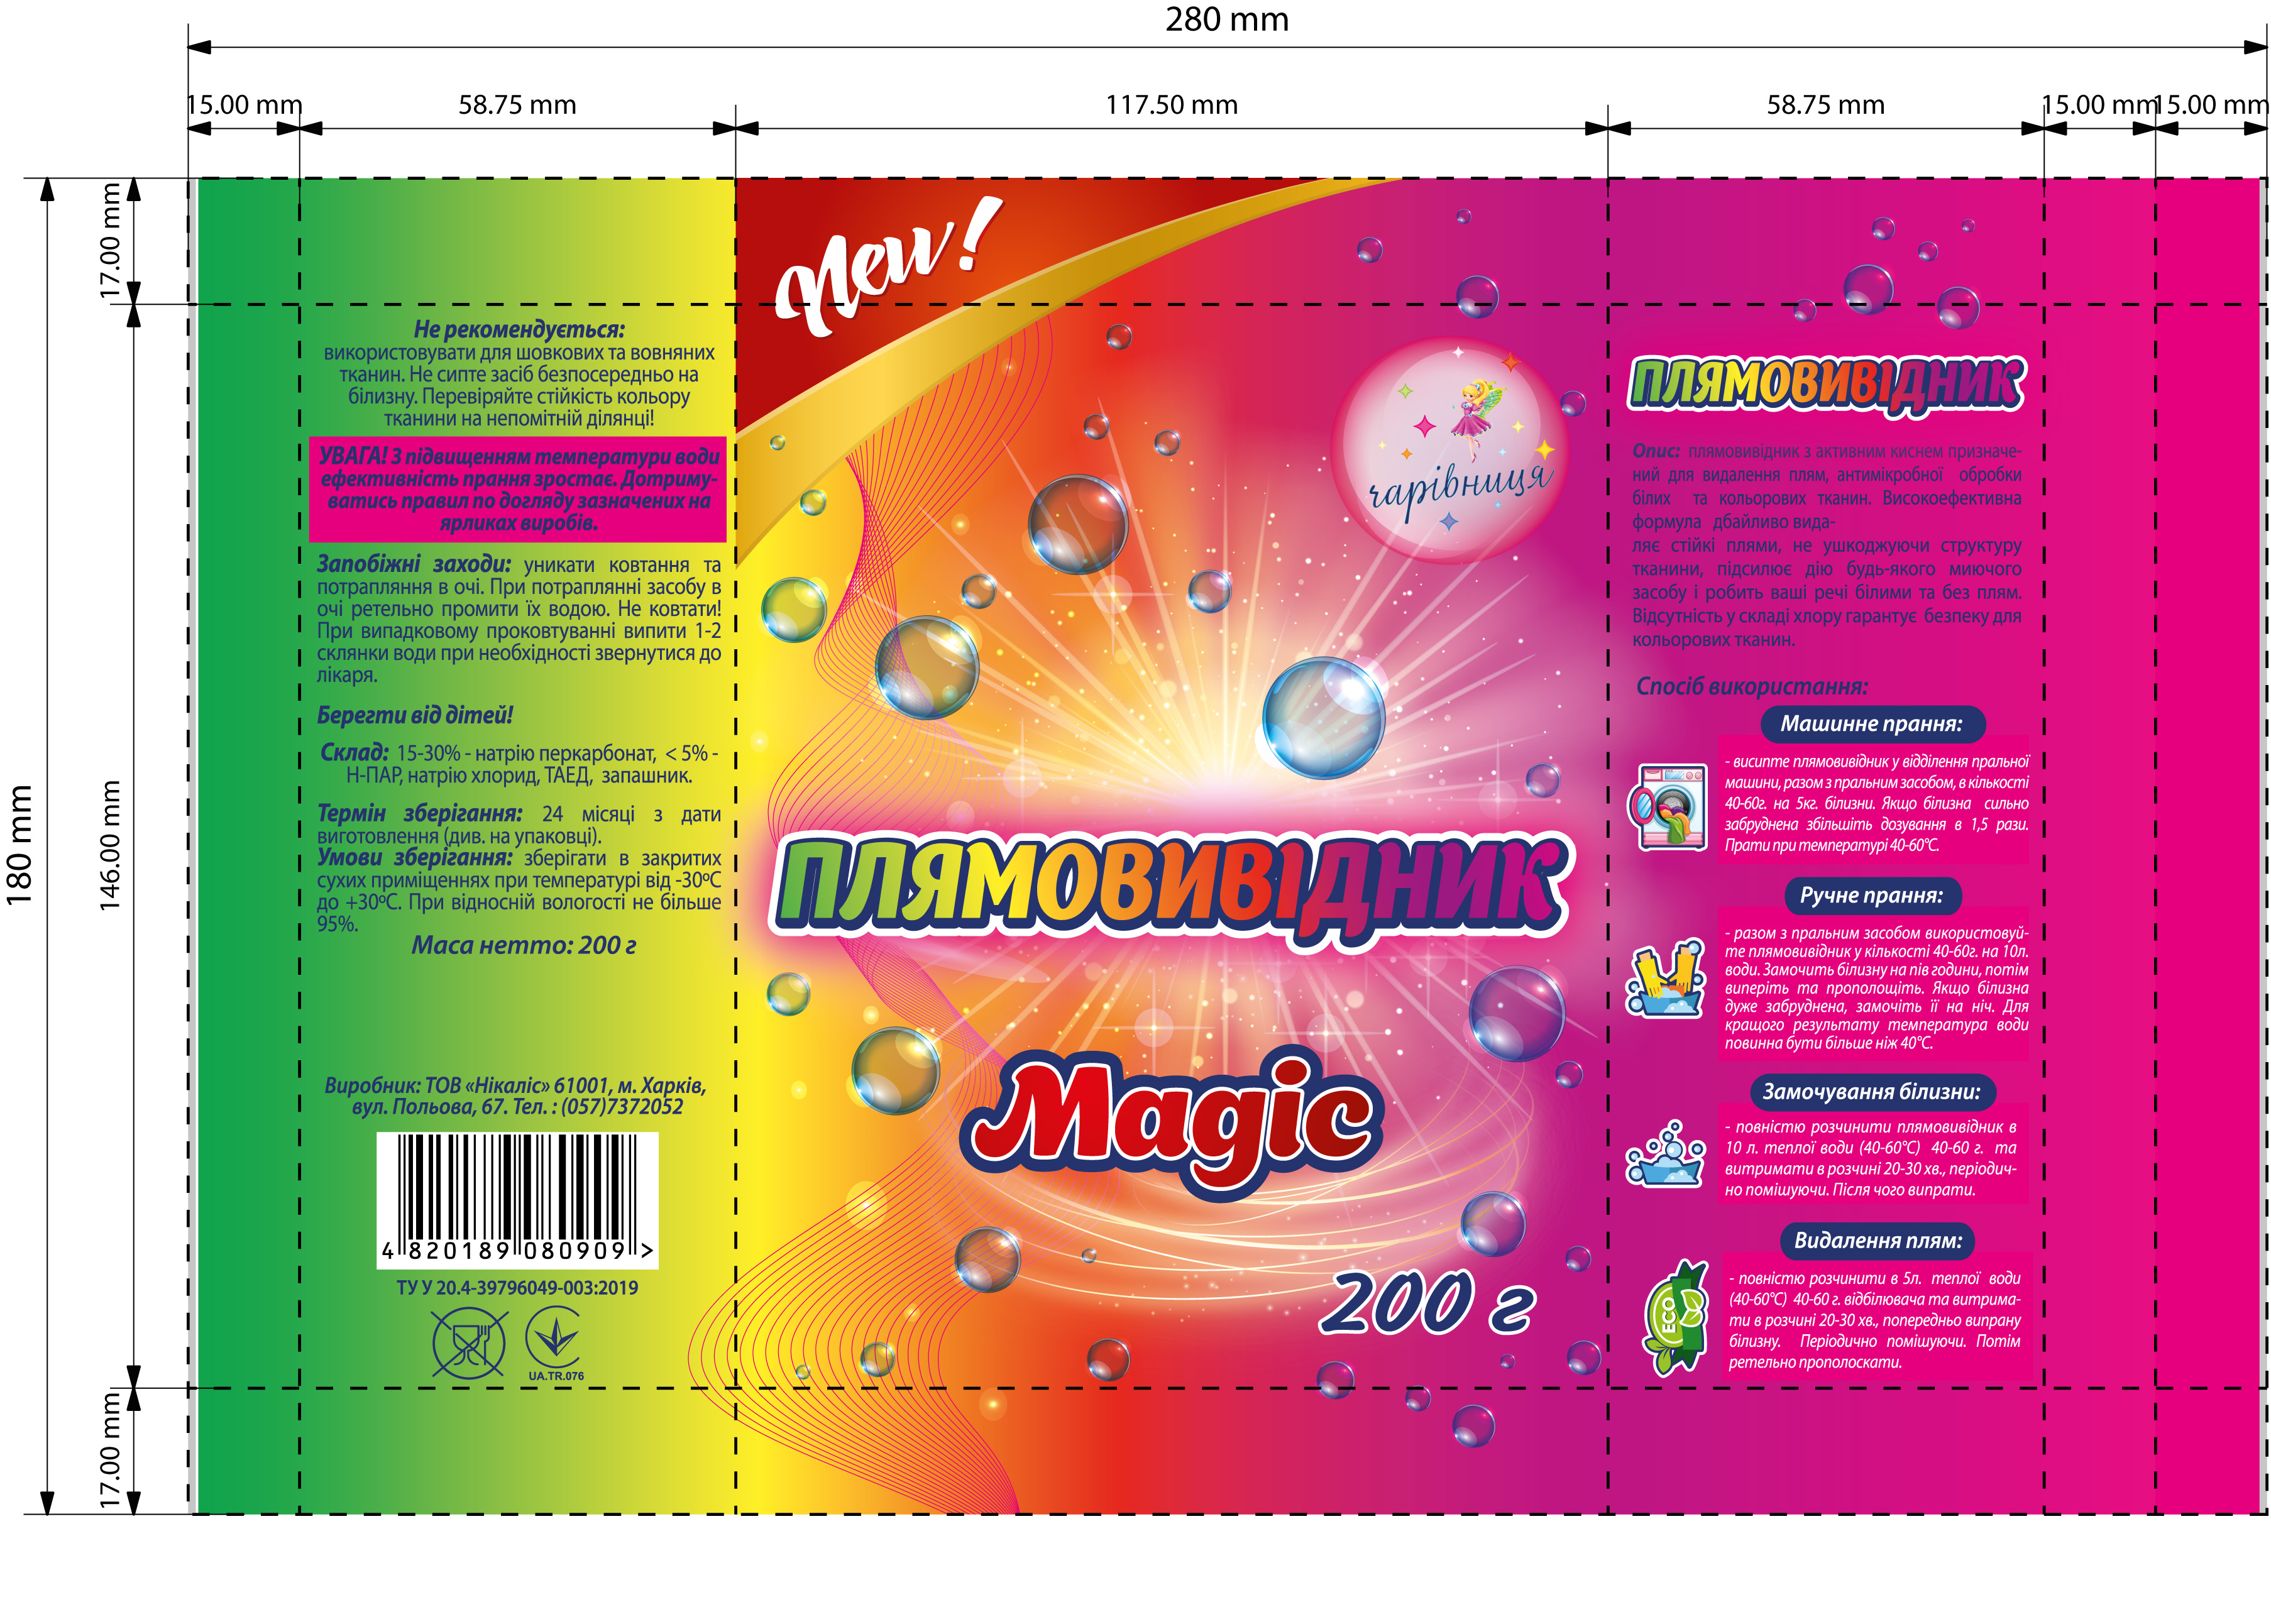 280 mm
15.00 mm
58.75 mm
117.50 mm
58.75 mm
15.00 mm
15.00 mm
180 mm
17.00 mm
146.00 mm
17.00 mm
Не рекомендується:
використовувати для шовкових та вовняних
тканин. Не сипте засіб безпосередньо на
білизну. Перевіряйте стійкість кольору
тканини на непомітній ділянці!
УВАГА! З підвищенням температури води
ефективність прання зростає. Дотриму-
ватись правил по догляду зазначених на
ярликах виробів.
Запобіжні заходи: уникати ковтання та
потрапляння в очі. При потраплянні засобу в
очі ретельно промити їх водою. Не ковтати!
При випадковому проковтуванні випити 1-2
склянки води при необхідності звернутися до
лікаря.
Берегти від дітей!
Склад: 15-30% - натрію перкарбонат, < 5% -
Н-ПАР, натрію хлорид, ТАЕД, запашник.
Термін зберігання: 24 місяці з дати
виготовлення (див. на упаковці).
Умови зберігання: зберігати в закритих
сухих приміщеннях при температурі від -30ºС
до +30ºС. При відносній вологості не більше
95%.
Маса нетто: 200 г
Виробник: ТОВ «Нікаліс» 61001, м. Харків,
вул. Польова, 67. Тел. : (057)7372052
4 820189 080909 >
ТУ У 20.4-39796049-003:2019
UA.TR.076
New!
чарівниця
ПЛЯМОВИВІДНИК
Magic
200 г
ПЛЯМОВИВІДНИК
Опис: плямовивідник з активним киснем призначе-
ний для видалення плям, антимікробної обробки
білих та кольорових тканин. Високоефективна
формула дбайливо вида-
ляє стійкі плями, не ушкоджуючи структуру
тканини, підсилює дію будь-якого миючого
засобу і робить ваші речі білими та без плям.
Відсутність у складі хлору гарантує безпеку для
кольорових тканин.
Спосіб використання:
Машинне прання:
- висипте плямовивідник у відділення пральної
машини, разом з пральним засобом, в кількості
40-60г. на 5кг. білизни. Якщо білизна сильно
забруднена збільшіть дозування в 1,5 рази.
Прати при температурі 40-60°С.
Ручне прання:
- разом з пральним засобом використовуй-
те плямовивідник у кількості 40-60г. на 10л.
води. Замочить білизну на пів години, потім
виперіть та прополощіть. Якщо білизна
дуже забруднена, замочіть її на ніч. Для
кращого результату температура води
повинна бути більше ніж 40°С.
Замочування білизни:
- повністю розчинити плямовивідник в
10 л. теплої води (40-60°С) 40-60 г. та
витримати в розчині 20-30 хв., періодич-
но помішуючи. Після чого випрати.
Видалення плям:
- повністю розчинити в 5л. теплої води
(40-60°С) 40-60 г. відбілювача та витрима-
ти в розчині 20-30 хв., попередньо випрану
білизну. Періодично помішуючи. Потім
ретельно прополоскати.
ECO